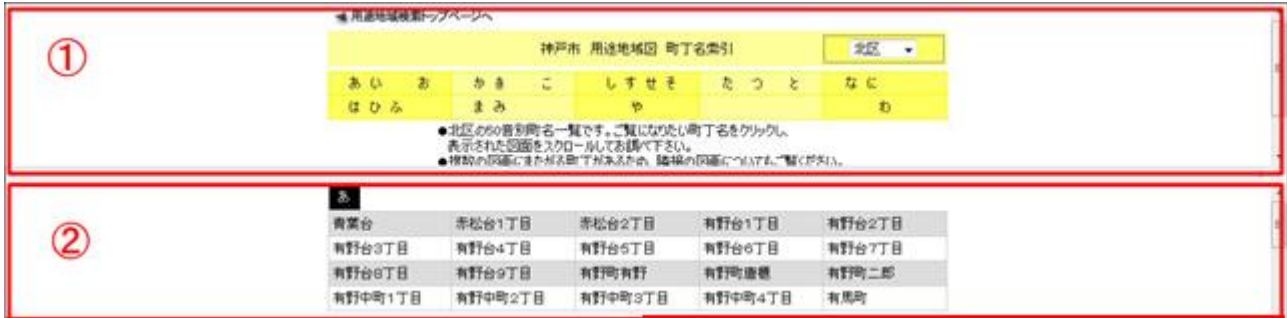 ①
◀ 用途地域検索トップページへ
神戸市 用途地域図 町丁名索引 北区 ▼
あ い お か き こ し す せ そ た つ と な に
は ひ ふ ま み や わ
●北区の50音別町名一覧です。ご覧になりたい町丁名をクリックし、
表示された図面をスクロールしてお調べ下さい。
●複数の図画にまたがる町丁があるため、隣接の図画についてもご覧ください。
②
あ
青葉台 赤松台1丁目 赤松台2丁目 有野台1丁目 有野台2丁目
有野台3丁目 有野台4丁目 有野台5丁目 有野台6丁目 有野台7丁目
有野台8丁目 有野台9丁目 有野町有野 有野町唐櫃 有野町二郎
有野中町1丁目 有野中町2丁目 有野中町3丁目 有野中町4丁目 有馬町